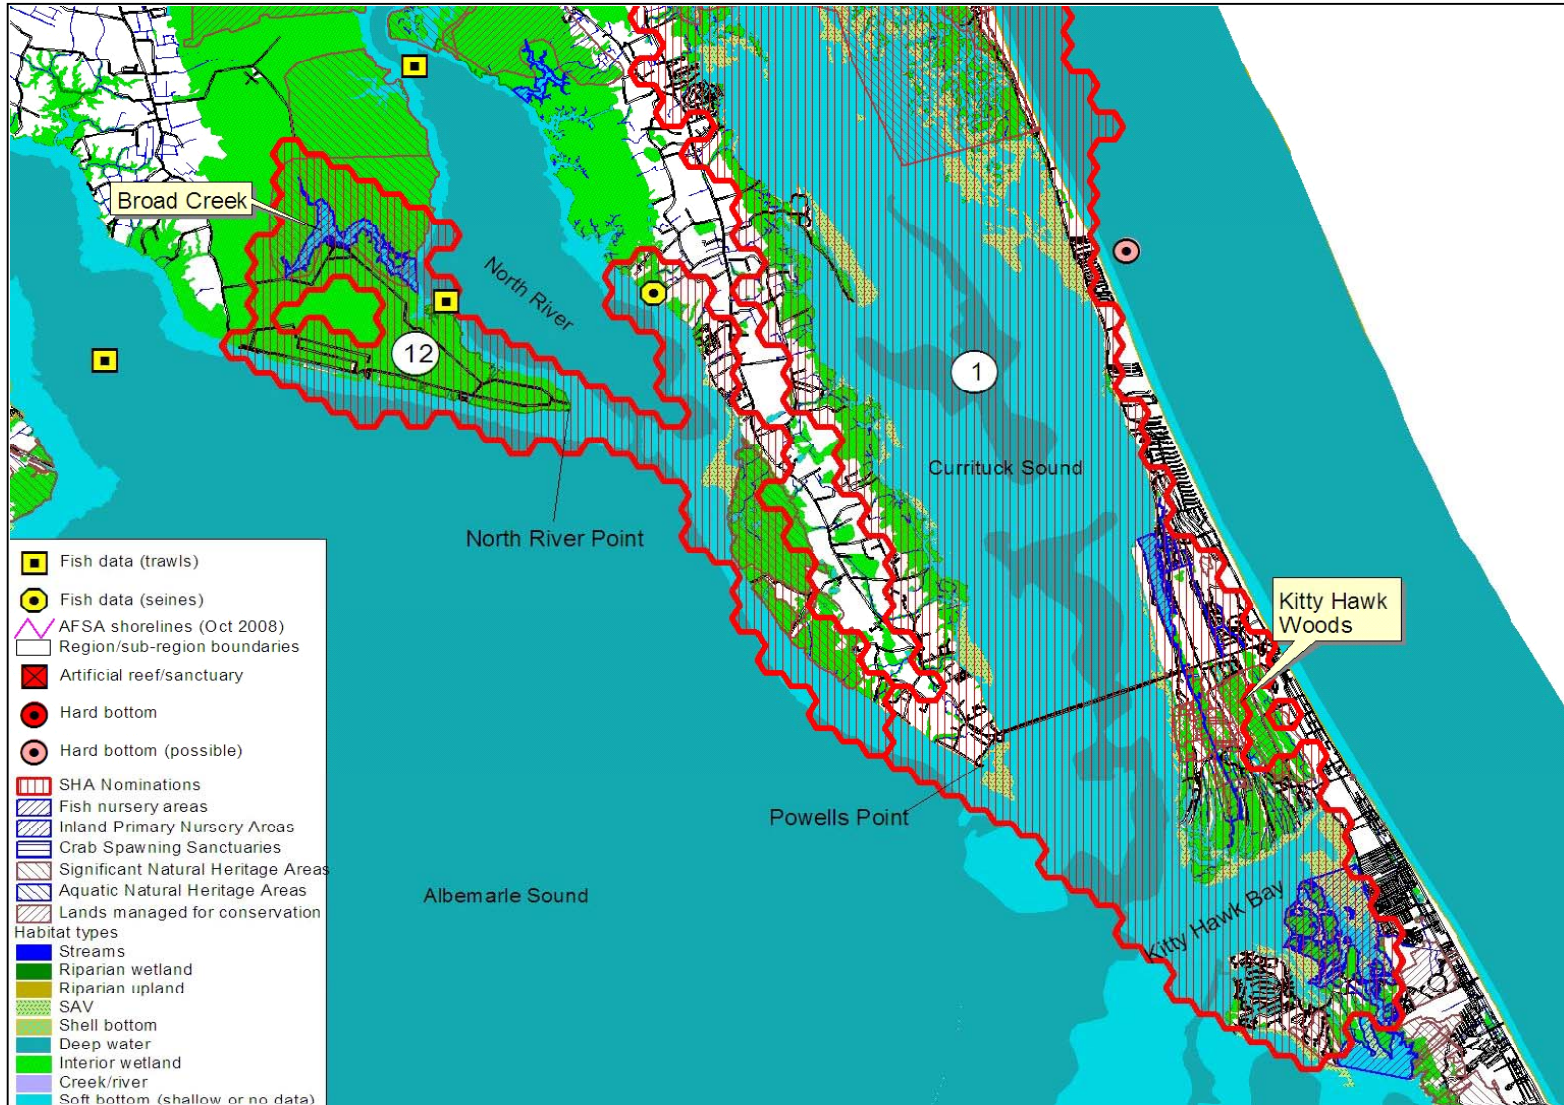 Broad Creek
North River
12
1
Currituck Sound
North River Point
Kitty Hawk
Woods
Powells Point
Albemarle Sound
Kitty Hawk Bay
Fish data (trawls)
Fish data (seines)
AFSA shorelines (Oct 2008)
Region/sub-region boundaries
Artificial reef/sanctuary
Hard bottom
Hard bottom (possible)
SHA Nominations
Fish nursery areas
Inland Primary Nursory Areas
Crab Spawning Sanctuaries
Significant Natural Heritage Areas
Aquatic Natural Heritage Areas
Lands managed for conservation
Habitat types
Streams
Riparian wetland
Riparian upland
SAV
Shell bottom
Deep water
Interior wetland
Creek/river
Soft bottom (shallow or no data)